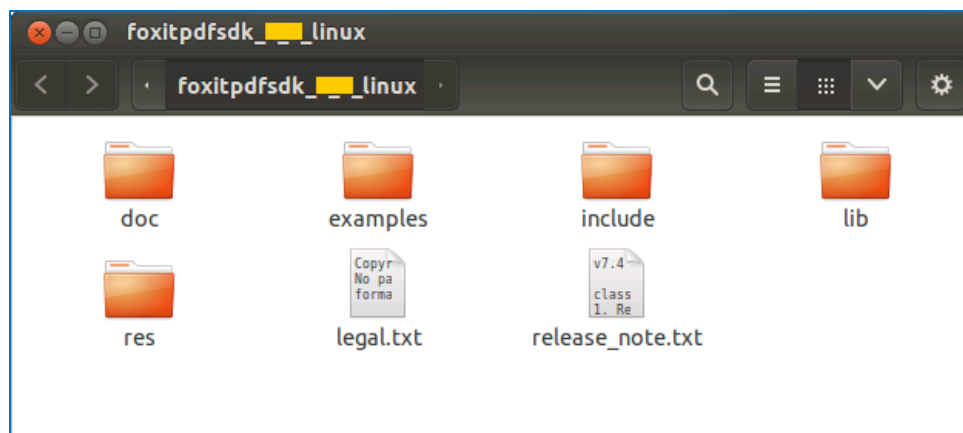 foxitpdfsdk_ _ _linux
foxitpdfsdk_ _ _linux
doc examples include lib
Copyr
No pa
forma
v7.4
class
1. Re
res legal.txt release_note.txt